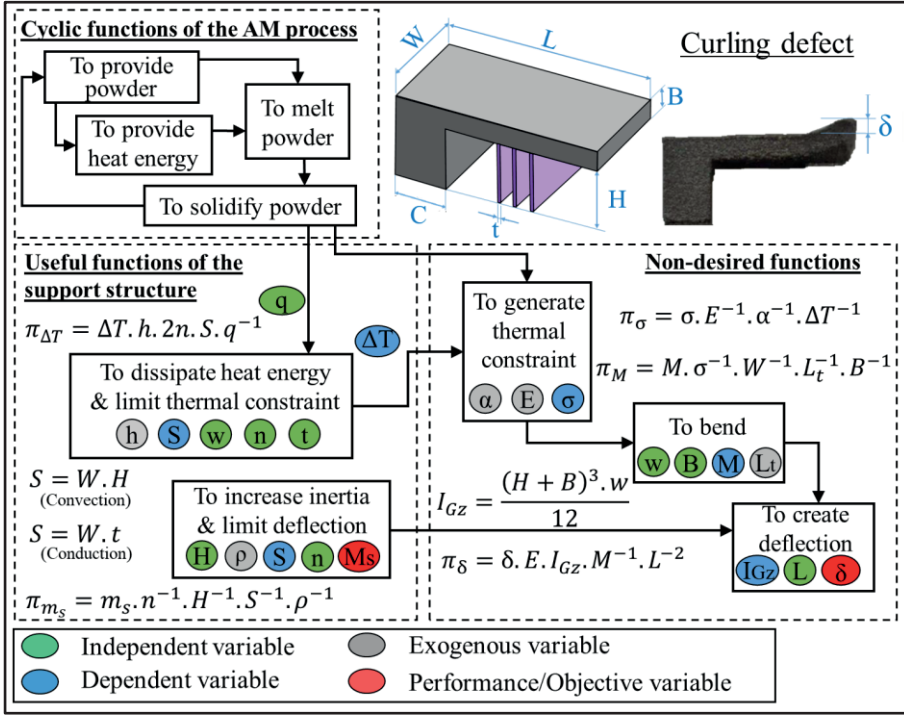 Cyclic functions of the AM process
To provide
powder
To provide
heat energy
To melt
powder
To solidify powder
W
L
B
C
t
H
Curling defect
δ
Useful functions of the
support structure
q
π_ΔT = ΔT.h.2n.S.q⁻¹
ΔT
To dissipate heat energy
& limit thermal constraint
h S w n t
S = W.H
(Convection)
S = W.t
(Conduction)
To increase inertia
& limit deflection
H ρ S n Ms
π_mₛ = mₛ.n⁻¹.H⁻¹.S⁻¹.ρ⁻¹
Non-desired functions
To generate
thermal
constraint
α E σ
π_σ = σ.E⁻¹.α⁻¹.ΔT⁻¹
π_M = M.σ⁻¹.W⁻¹.L_t⁻¹.B⁻¹
To bend
w B M Lt
I_Gz = (H + B)³.w / 12
To create
deflection
IGz L δ
π_δ = δ.E.I_Gz.M⁻¹.L⁻²
Independent variable
Exogenous variable
Dependent variable
Performance/Objective variable